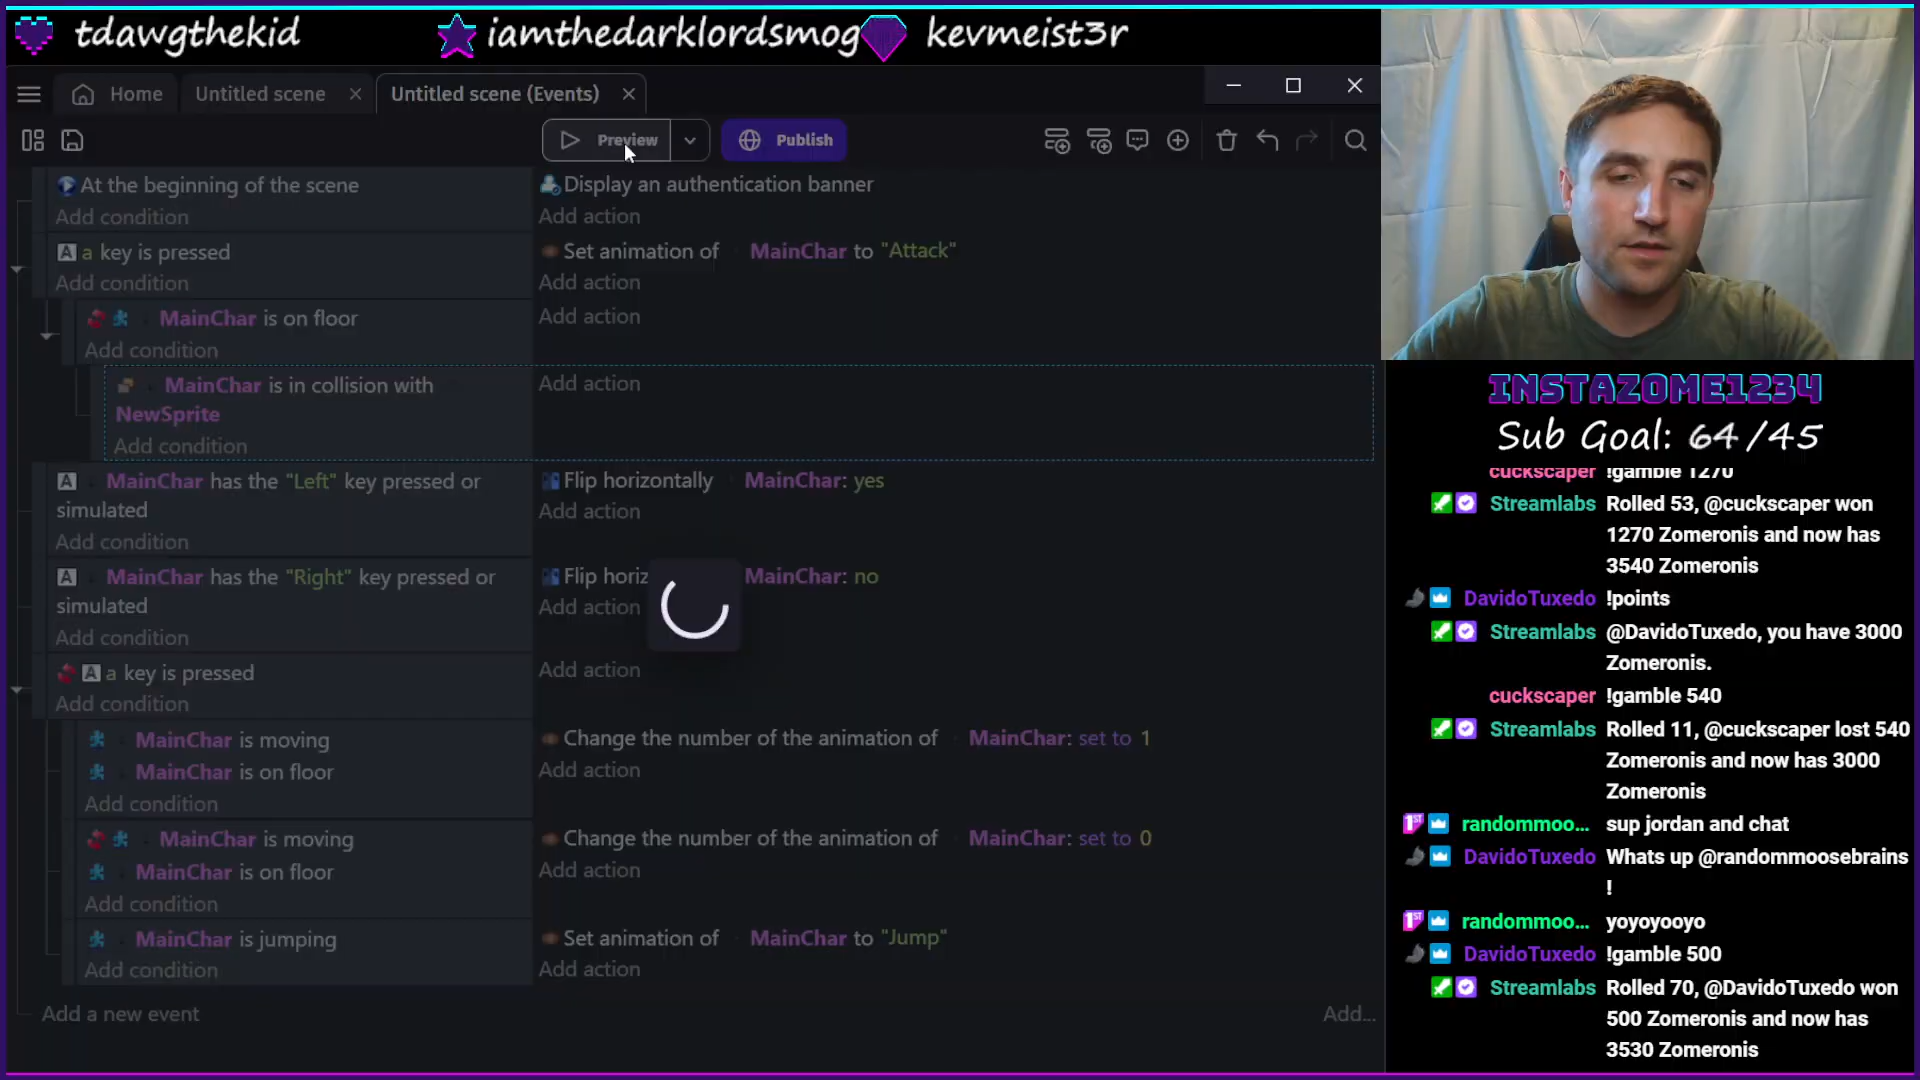 tdawgthekid iamthedarklordsmog kevmeist3r
Home Untitled scene Untitled scene (Events)
Preview Publish
At the beginning of the scene Display an authentication banner
Add condition Add action
A a key is pressed Set animation of MainChar to "Attack"
Add condition Add action
MainChar is on floor Add action
Add condition
MainChar is in collision with Add action
NewSprite
Add condition
A MainChar has the "Left" key pressed or Flip horizontally MainChar: yes
simulated Add action
Add condition
A MainChar has the "Right" key pressed or Flip horiz MainChar: no
simulated Add action
Add condition
A a key is pressed Add action
Add condition
MainChar is moving Change the number of the animation of MainChar: set to 1
MainChar is on floor Add action
Add condition
MainChar is moving Change the number of the animation of MainChar: set to 0
MainChar is on floor Add action
Add condition
MainChar is jumping Set animation of MainChar to "Jump"
Add condition Add action
Add a new event Add...
INSTAZOME1234
Sub Goal: 64/45
cuckscaper !gamble 1270
Streamlabs Rolled 53, @cuckscaper won
1270 Zomeronis and now has
3540 Zomeronis
DavidoTuxedo !points
Streamlabs @DavidoTuxedo, you have 3000
Zomeronis.
cuckscaper !gamble 540
Streamlabs Rolled 11, @cuckscaper lost 540
Zomeronis and now has 3000
Zomeronis
1ST randommoo... sup jordan and chat
DavidoTuxedo Whats up @randommoosebrains
!
1ST randommoo... yoyoyooyo
DavidoTuxedo !gamble 500
Streamlabs Rolled 70, @DavidoTuxedo won
500 Zomeronis and now has
3530 Zomeronis